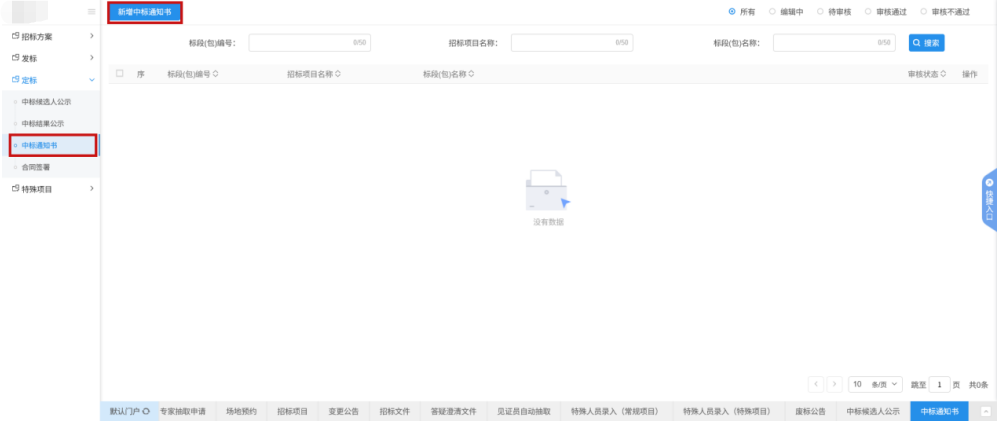 新增中标通知书
所有 编辑中 待审核 审核通过 审核不通过
招标方案
发标
定标
中标候选人公示
中标结果公示
中标通知书
合同签署
特殊项目
标段(包)编号： 0/50 招标项目名称： 0/50 标段(包)名称： 0/50 搜索
序 标段(包)编号 招标项目名称 标段(包)名称 审核状态 操作
没有数据
快捷入口
10 条/页 跳至 1 页 共0条
默认门户 专家抽取申请 场地预约 招标项目 变更公告 招标文件 答疑澄清文件 见证员自动抽取 特殊人员录入（常规项目） 特殊人员录入（特殊项目） 废标公告 中标候选人公示 中标通知书